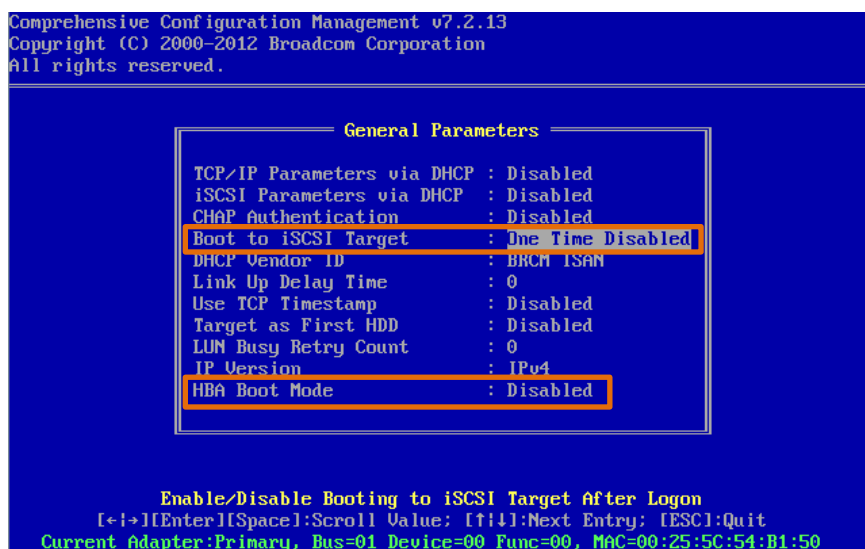 Comprehensive Configuration Management v7.2.13
Copyright (C) 2000-2012 Broadcom Corporation
All rights reserved.
General Parameters
TCP/IP Parameters via DHCP : Disabled
iSCSI Parameters via DHCP : Disabled
CHAP Authentication : Disabled
Boot to iSCSI Target : One Time Disabled
DHCP Vendor ID : BRCM ISAN
Link Up Delay Time : 0
Use TCP Timestamp : Disabled
Target as First HDD : Disabled
LUN Busy Retry Count : 0
IP Version : IPv4
HBA Boot Mode : Disabled
Enable/Disable Booting to iSCSI Target After Logon
[←|→][Enter][Space]:Scroll Value; [↑|↓]:Next Entry; [ESC]:Quit
Current Adapter:Primary, Bus=01 Device=00 Func=00, MAC=00:25:5C:54:B1:50